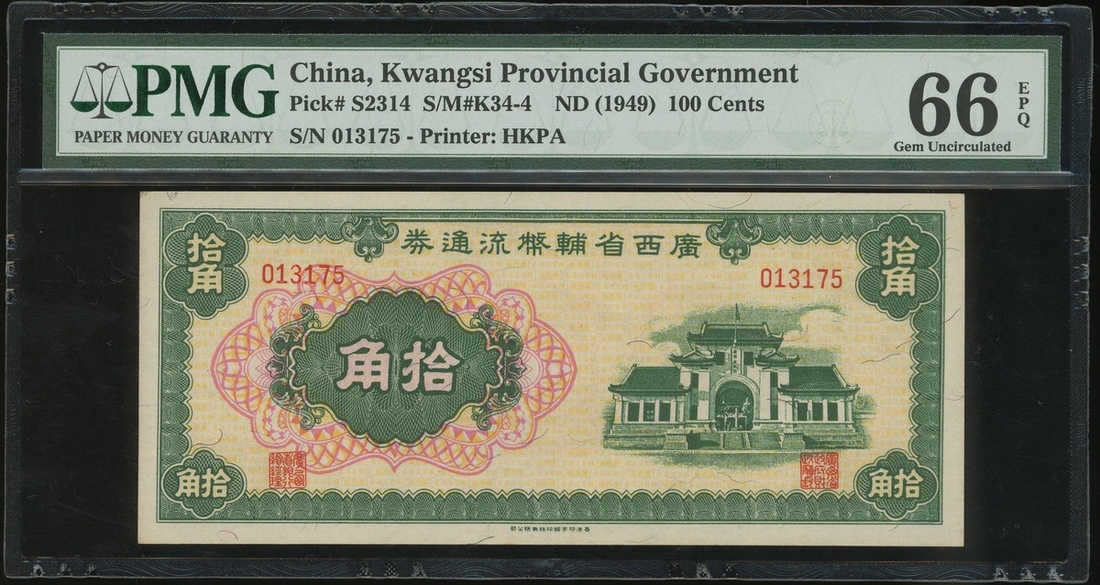 PMG
PAPER MONEY GUARANTY
China, Kwangsi Provincial Government
Pick# S2314 S/M#K34-4 ND (1949) 100 Cents
S/N 013175 - Printer: HKPA
66
EPQ
Gem Uncirculated
券通流幣輔省西廣
拾角
拾角
013175
013175
角拾
角拾
角拾